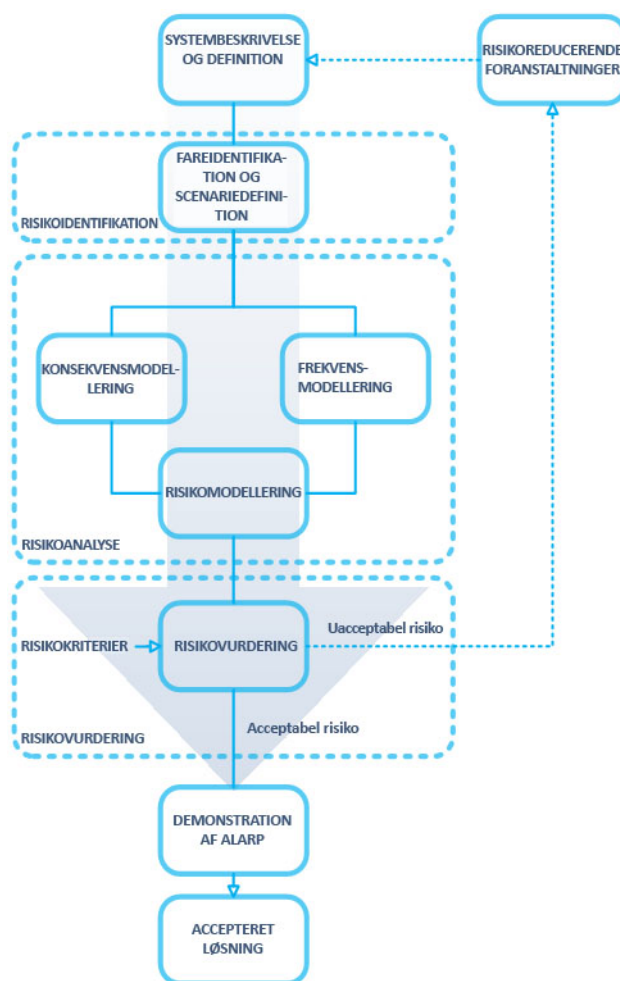 SYSTEMBESKRIVELSE
OG DEFINITION
RISIKOREDUCERENDE
FORANSTALTNINGER
FAREIDENTIFIKA-
TION OG
SCENARIEDEFINI-
TION
RISIKOIDENTIFIKATION
KONSEKVENSMODEL-
LERING
FREKVENS-
MODELLERING
RISIKOMODELLERING
RISIKOANALYSE
Uacceptabel risiko
RISIKOKRITERIER
RISIKOVURDERING
Acceptabel risiko
RISIKOVURDERING
DEMONSTRATION
AF ALARP
ACCEPTERET
LØSNING